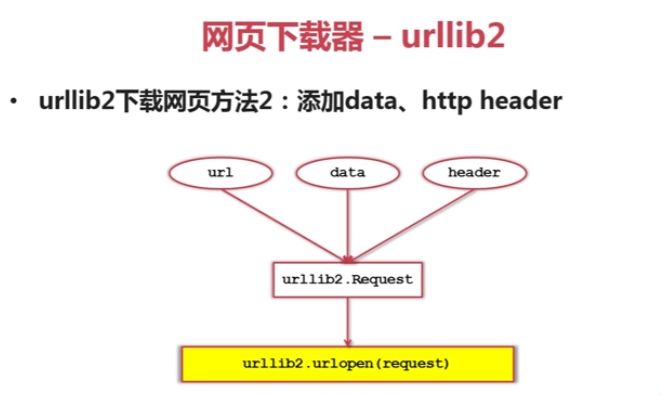 网页下载器 – urllib2
• urllib2下载网页方法2：添加data、http header
url data header
urllib2.Request
urllib2.urlopen(request)